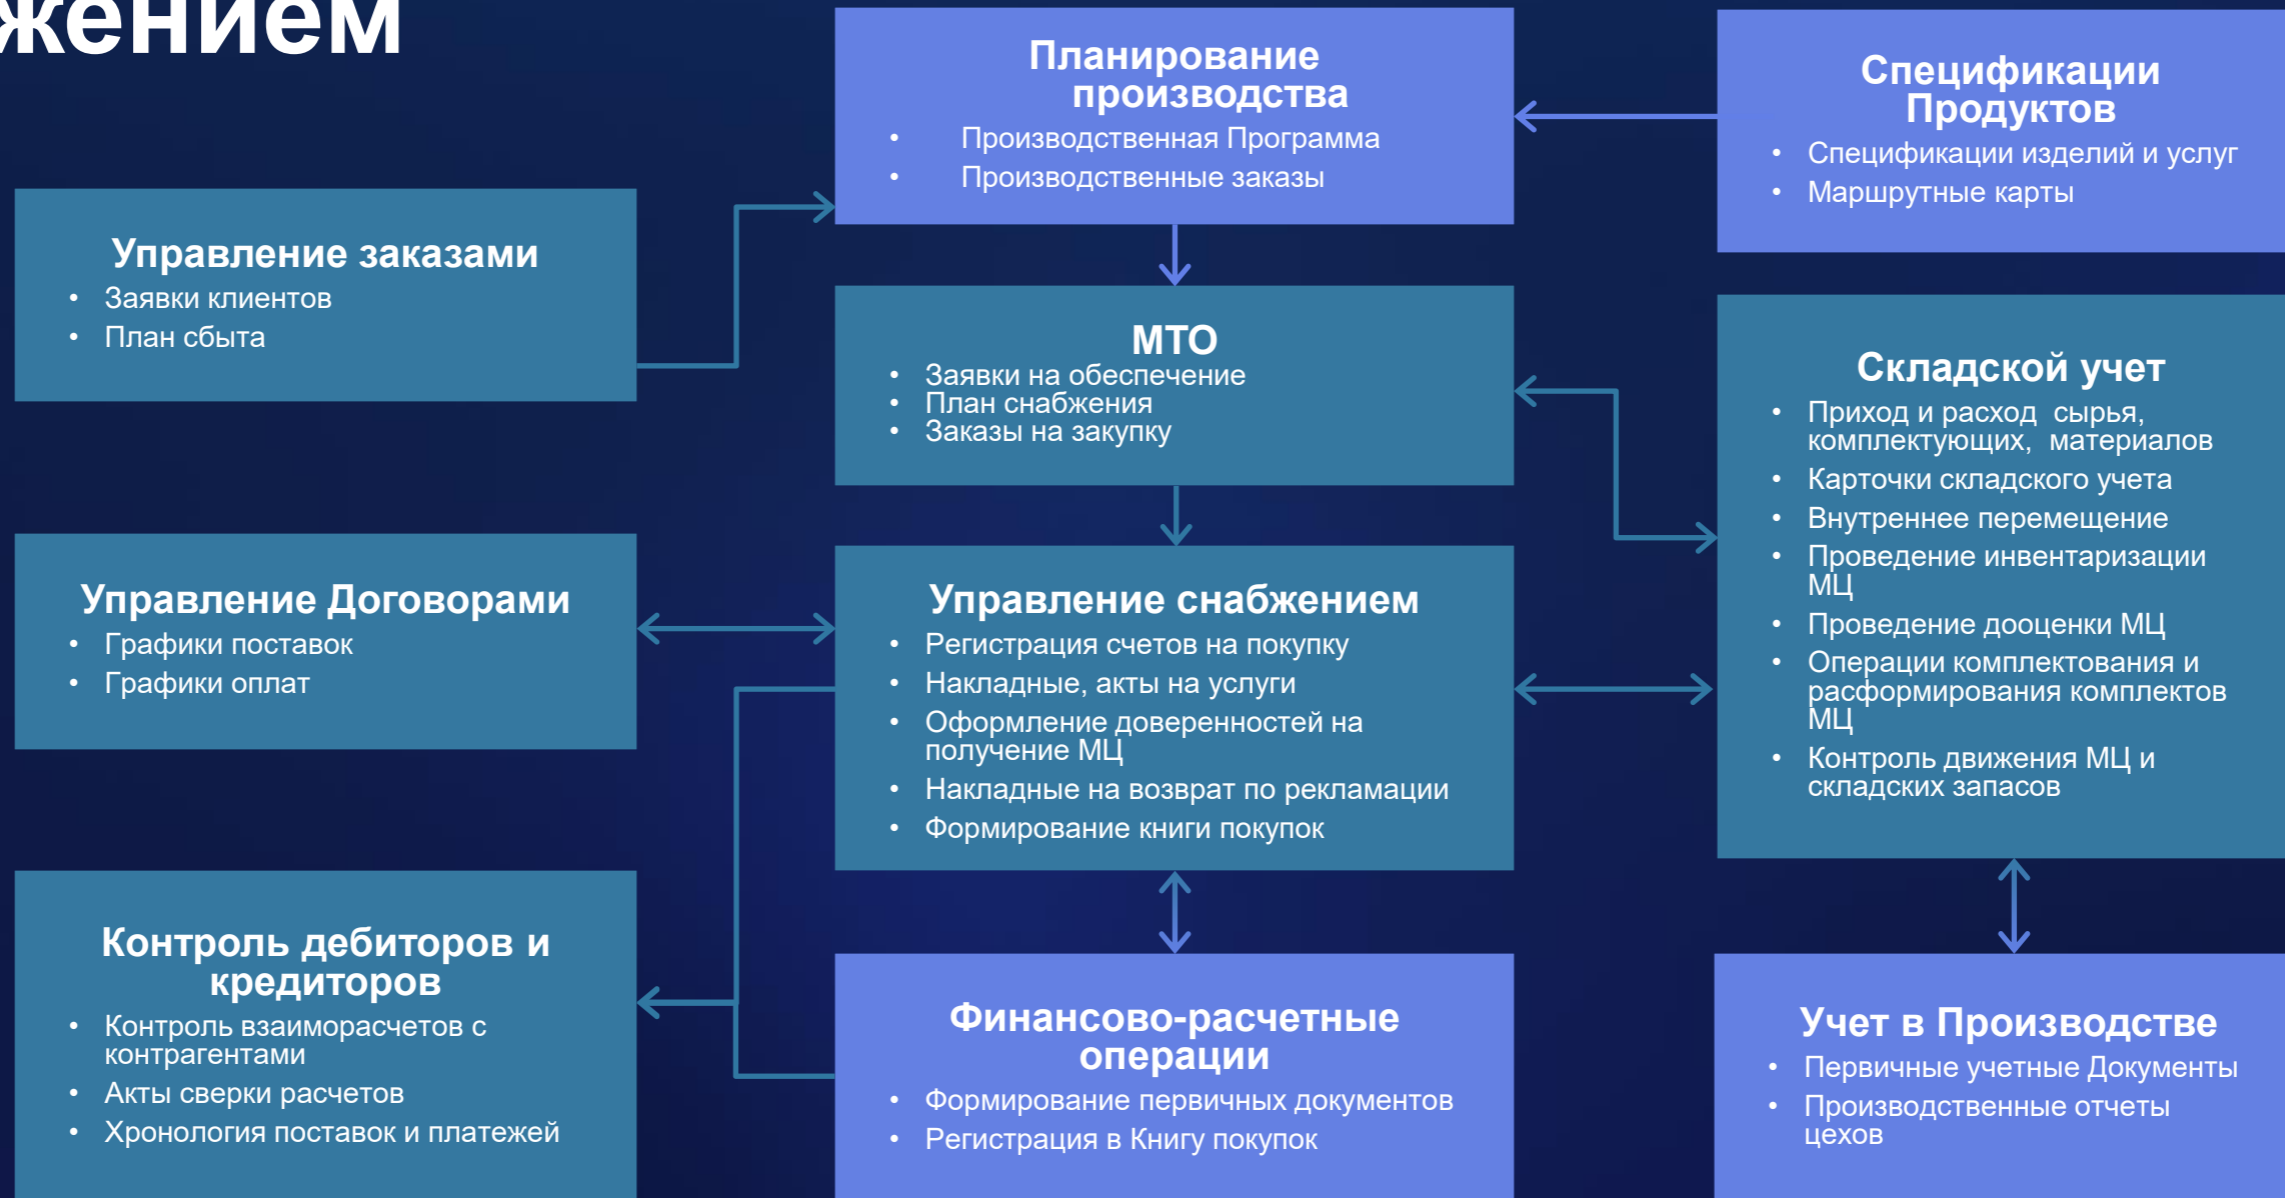 жением
Планирование
производства
• Производственная Программа
• Производственные заказы
Спецификации
Продуктов
• Спецификации изделий и услуг
• Маршрутные карты
Управление заказами
• Заявки клиентов
• План сбыта
МТО
• Заявки на обеспечение
• План снабжения
• Заказы на закупку
Складской учет
• Приход и расход сырья,
комплектующих, материалов
• Карточки складского учета
• Внутреннее перемещение
• Проведение инвентаризации
МЦ
• Проведение дооценки МЦ
• Операции комплектования и
расформирования комплектов
МЦ
• Контроль движения МЦ и
складских запасов
Управление Договорами
• Графики поставок
• Графики оплат
Управление снабжением
• Регистрация счетов на покупку
• Накладные, акты на услуги
• Оформление доверенностей на
получение МЦ
• Накладные на возврат по рекламации
• Формирование книги покупок
Контроль дебиторов и
кредиторов
• Контроль взаиморасчетов с
контрагентами
• Акты сверки расчетов
• Хронология поставок и платежей
Финансово-расчетные
операции
• Формирование первичных документов
• Регистрация в Книгу покупок
Учет в Производстве
• Первичные учетные Документы
• Производственные отчеты
цехов